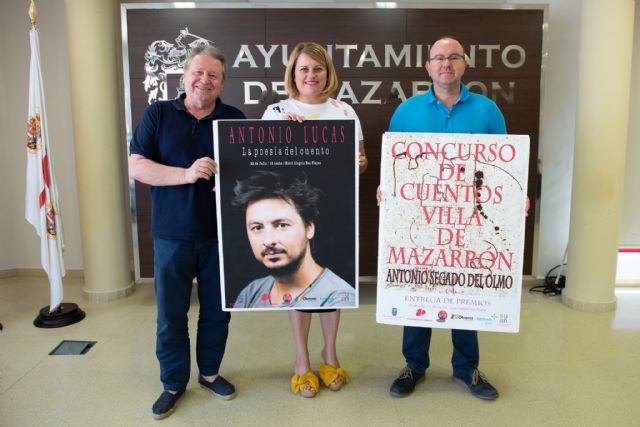 AYUNTAMIENTO
DE MAZARRÓN
ANTONIO LUCAS
La poesía del cuento
CONCURSO
DE
CUENTOS
VILLA
DE
MAZARRÓN
ANTONIO SEGADO DEL OLMO
ENTREGA DE PREMIOS